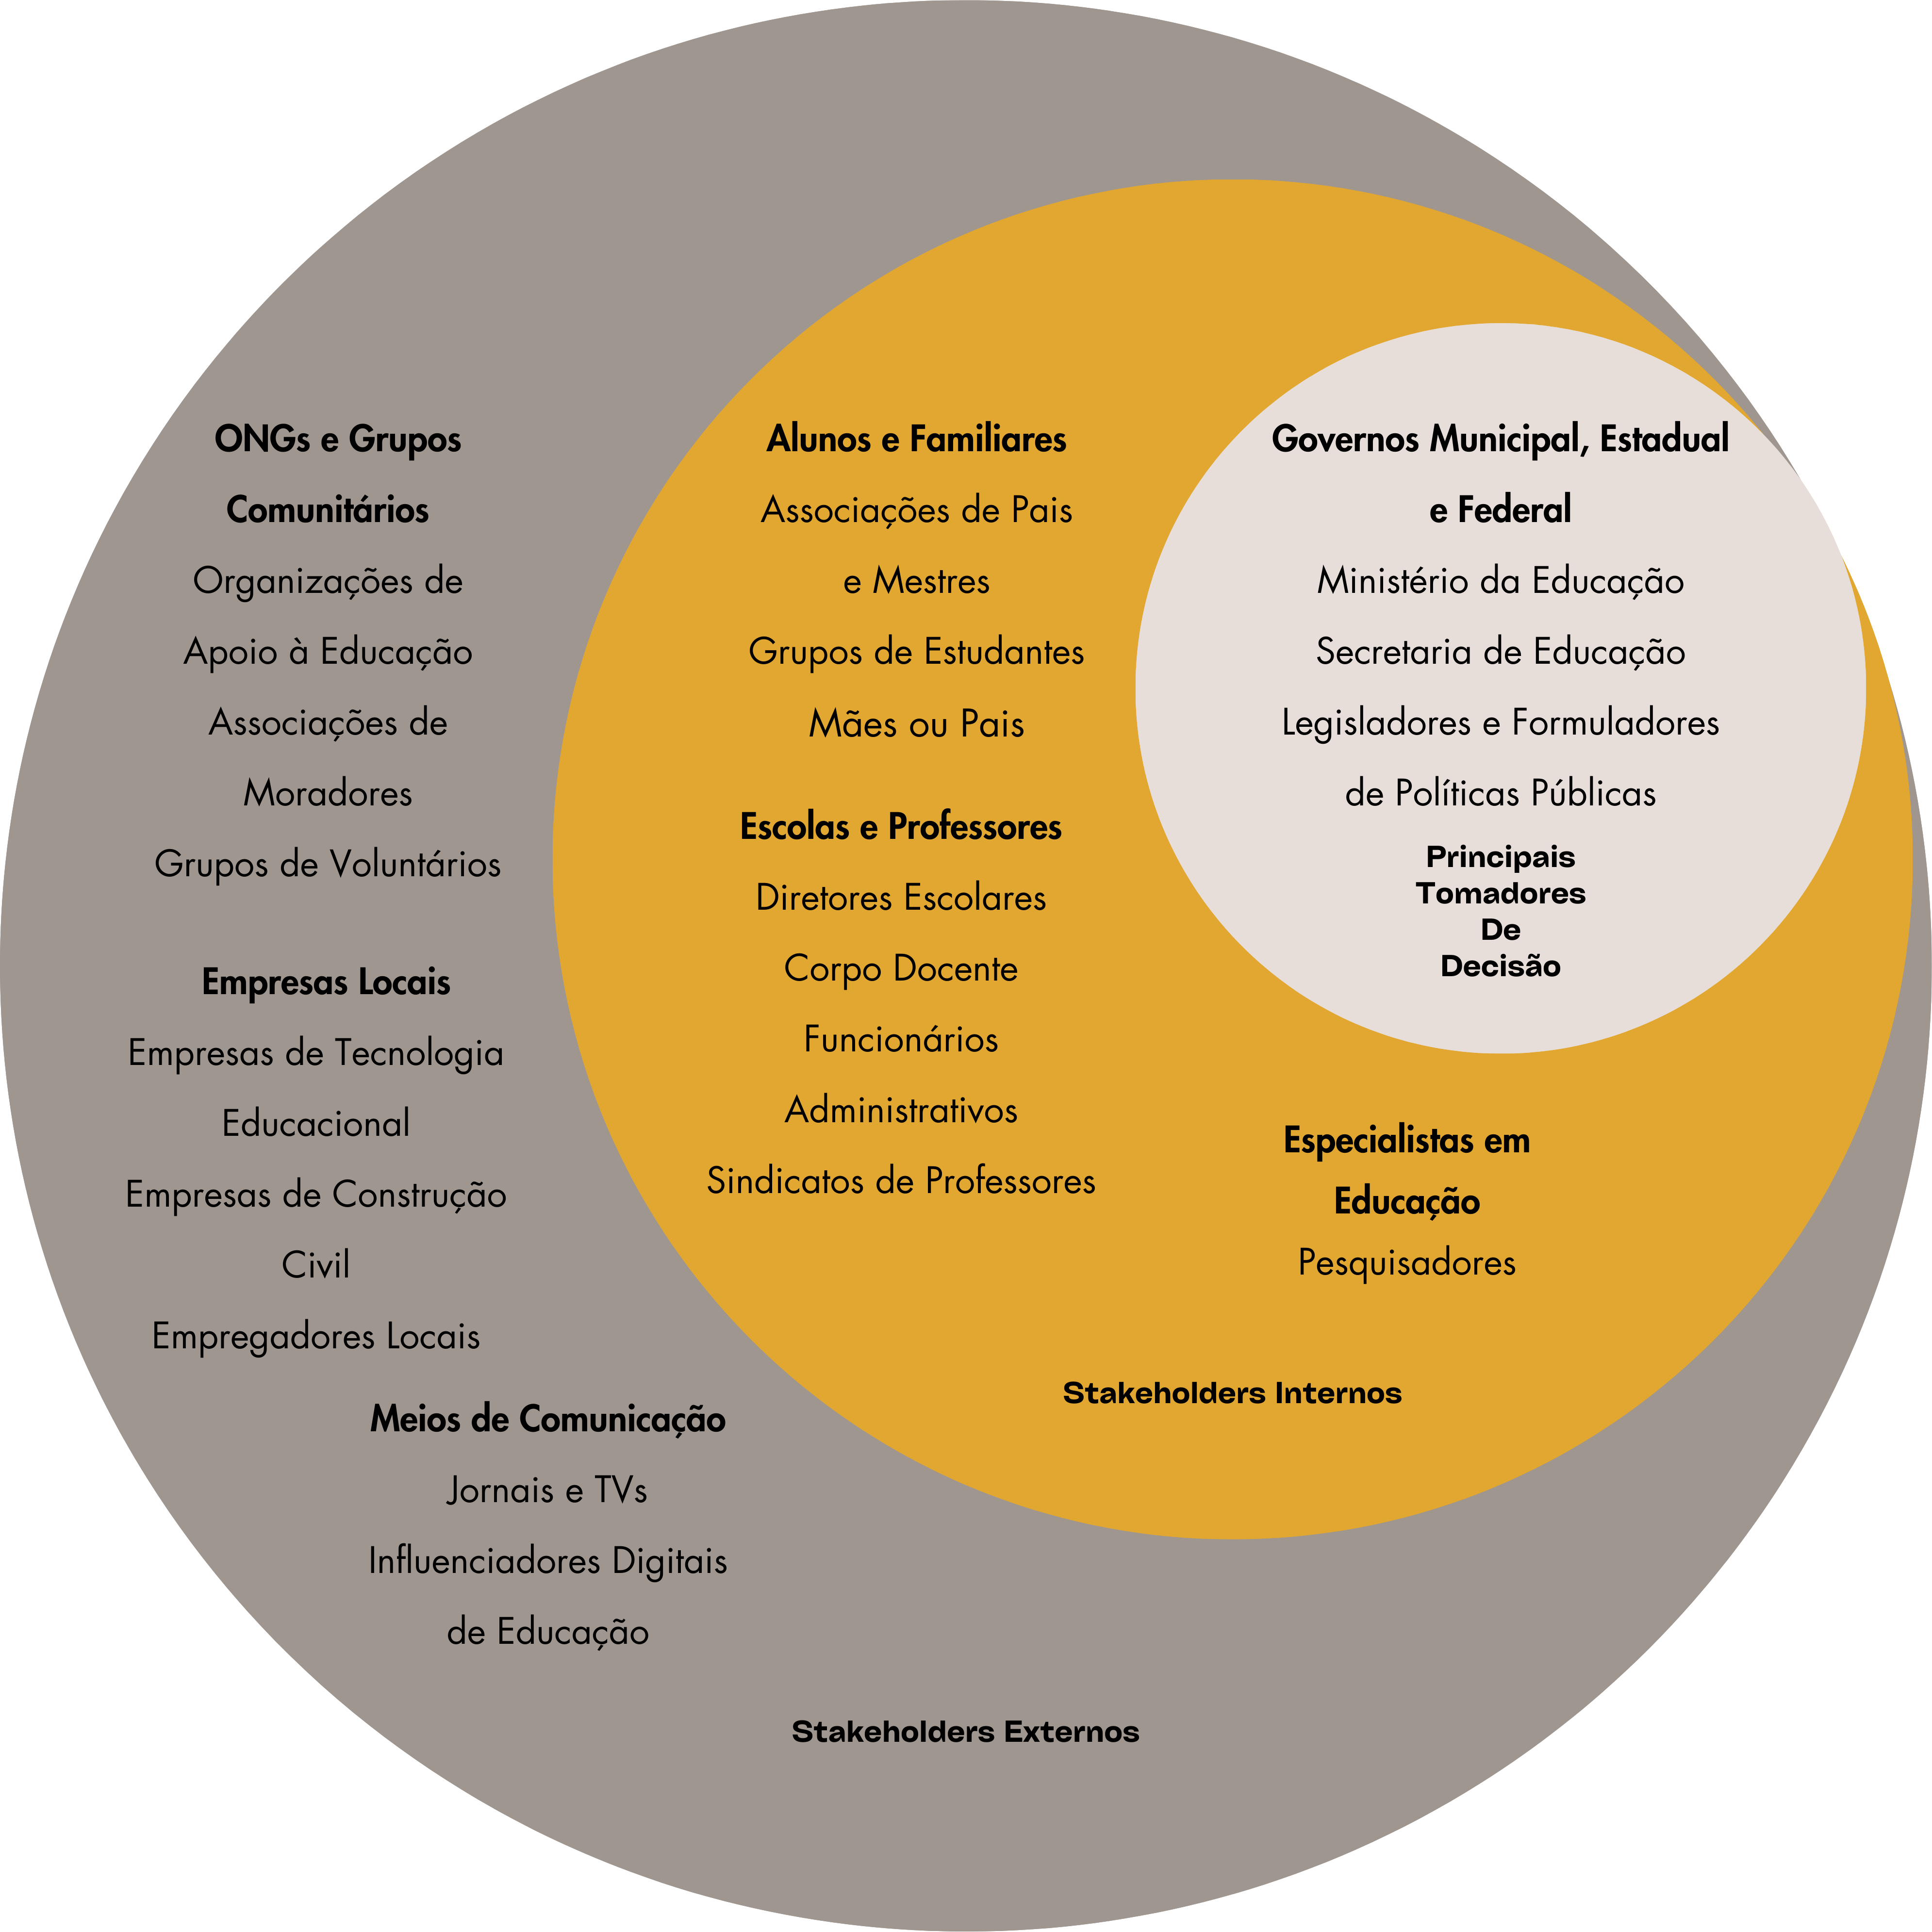 ONGs e Grupos
Comunitários
Organizações de
Apoio à Educação
Associações de
Moradores
Grupos de Voluntários
Empresas Locais
Empresas de Tecnologia
Educacional
Empresas de Construção
Civil
Empregadores Locais
Meios de Comunicação
Jornais e TVs
Influenciadores Digitais
de Educação
Stakeholders Externos
Alunos e Familiares
Associações de Pais
e Mestres
Grupos de Estudantes
Mães ou Pais
Escolas e Professores
Diretores Escolares
Corpo Docente
Funcionários
Administrativos
Sindicatos de Professores
Especialistas em
Educação
Pesquisadores
Stakeholders Internos
Governos Municipal, Estadual
e Federal
Ministério da Educação
Secretaria de Educação
Legisladores e Formuladores
de Políticas Públicas
Principais
Tomadores
De
Decisão